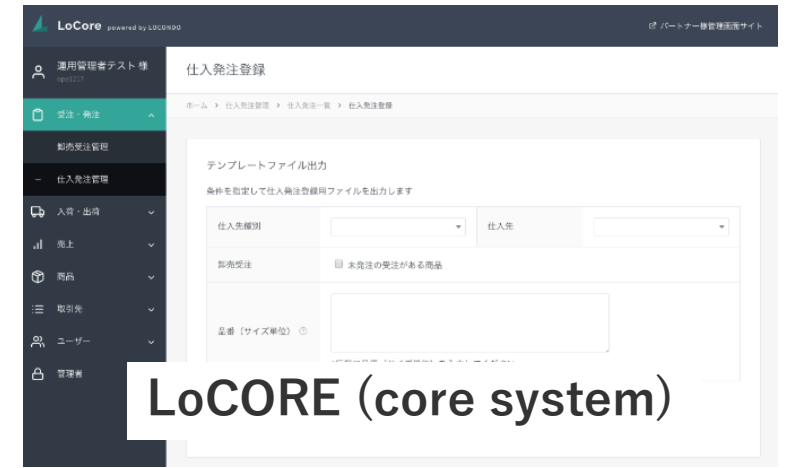 LoCore powered by LOCONDO
パートナー様管理画面サイト
運用管理者テスト 様
仕入発注登録
ホーム > 仕入発注管理 > 仕入発注一覧 > 仕入発注登録
受注・発注
卸売受注管理
仕入発注管理
入荷・出荷
売上
商品
取引先
ユーザー
管理者
テンプレートファイル出力
条件を指定して仕入発注登録用ファイルを出力します
仕入先種別
仕入先
卸売受注
未発注の受注がある商品
品番（サイズ単位）
LoCORE (core system)